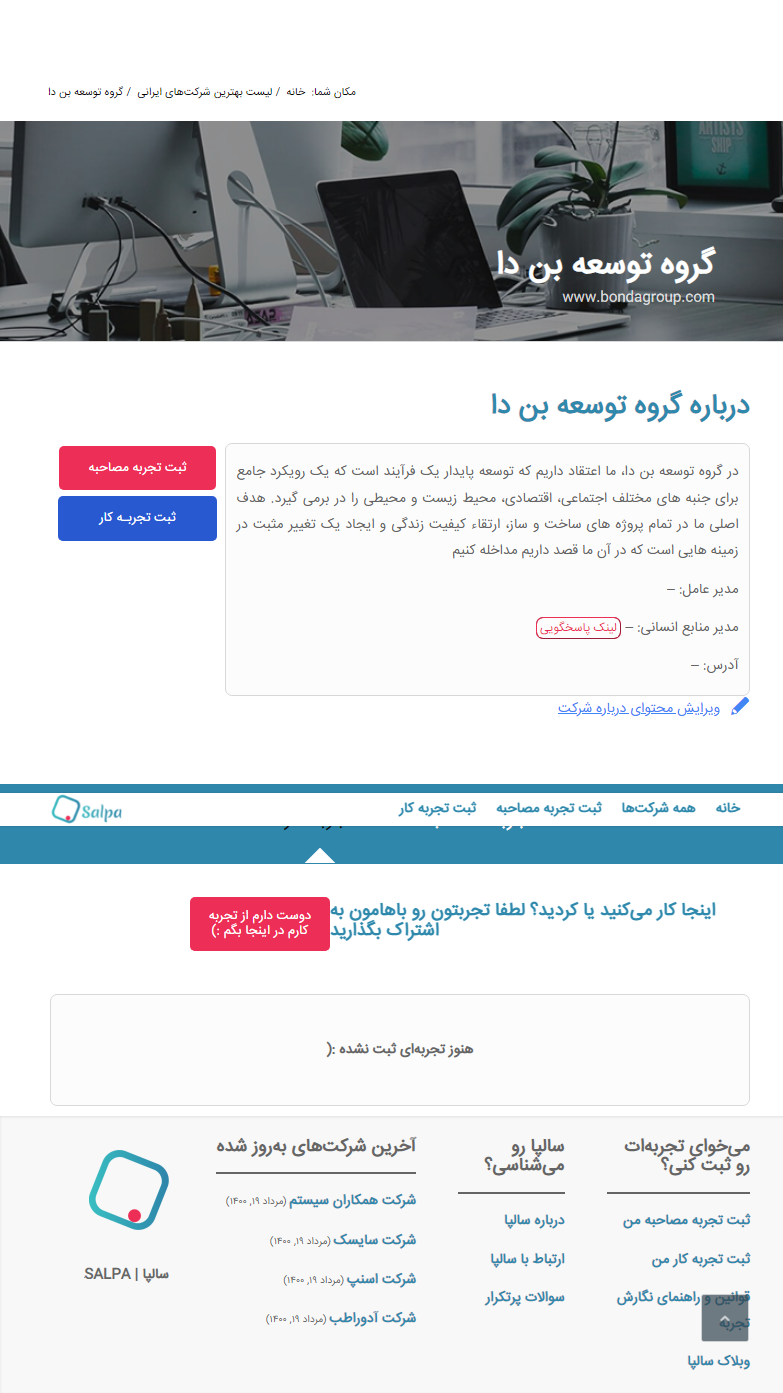 مکان شما: خانه / لیست بهترین شرکت‌های ایرانی / گروه توسعه بن دا
ARTISTS
SHIP
گروه توسعه بن دا
www.bondagroup.com
درباره گروه توسعه بن دا
در گروه توسعه بن دا، ما اعتقاد داریم که توسعه پایدار یک فرآیند است که یک رویکرد جامع
برای جنبه های مختلف اجتماعی، اقتصادی، محیط زیست و محیطی را در برمی گیرد. هدف
اصلی ما در تمام پروژه های ساخت و ساز، ارتقاء کیفیت زندگی و ایجاد یک تغییر مثبت در
زمینه هایی است که در آن ما قصد داریم مداخله کنیم
مدیر عامل: –
مدیر منابع انسانی: – لینک پاسخگویی
آدرس: –
ویرایش محتوای درباره شرکت
ثبت تجربه مصاحبه
ثبت تجربـه کار
خانه
همه شرکت‌ها
ثبت تجربه مصاحبه
ثبت تجربه کار
Salpa
اینجا کار می‌کنید یا کردید؟ لطفا تجربتون رو باهامون به
اشتراک بگذارید
دوست دارم از تجربه
کارم در اینجا بگم :)
هنوز تجربه‌ای ثبت نشده :(
می‌خوای تجربه‌ات
رو ثبت کنی؟
ثبت تجربه مصاحبه من
ثبت تجربه کار من
قوانین و راهنمای نگارش
تجربه
وبلاک سالپا
سالپا رو
می‌شناسی؟
درباره سالپا
ارتباط با سالپا
سوالات پرتکرار
آخرین شرکت‌های به‌روز شده
شرکت همکاران سیستم (مرداد ۱۹, ۱۴۰۰)
شرکت سایسک (مرداد ۱۹, ۱۴۰۰)
شرکت اسنپ (مرداد ۱۹, ۱۴۰۰)
شرکت آدوراطب (مرداد ۱۹, ۱۴۰۰)
سالپا | SALPA